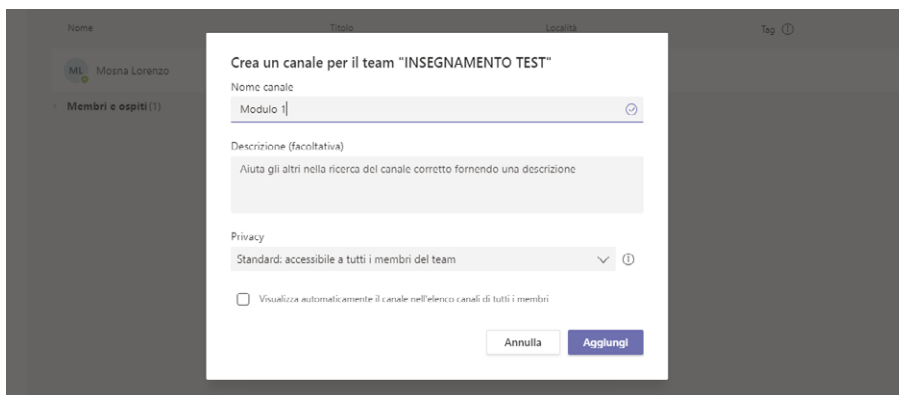 Nome Titolo Località Tag
ML Mosna Lorenzo
Membri e ospiti (1)
Crea un canale per il team "INSEGNAMENTO TEST"
Nome canale
Modulo 1
Descrizione (facoltativa)
Aiuta gli altri nella ricerca del canale corretto fornendo una descrizione
Privacy
Standard: accessibile a tutti i membri del team
Visualizza automaticamente il canale nell'elenco canali di tutti i membri
Annulla Aggiungi